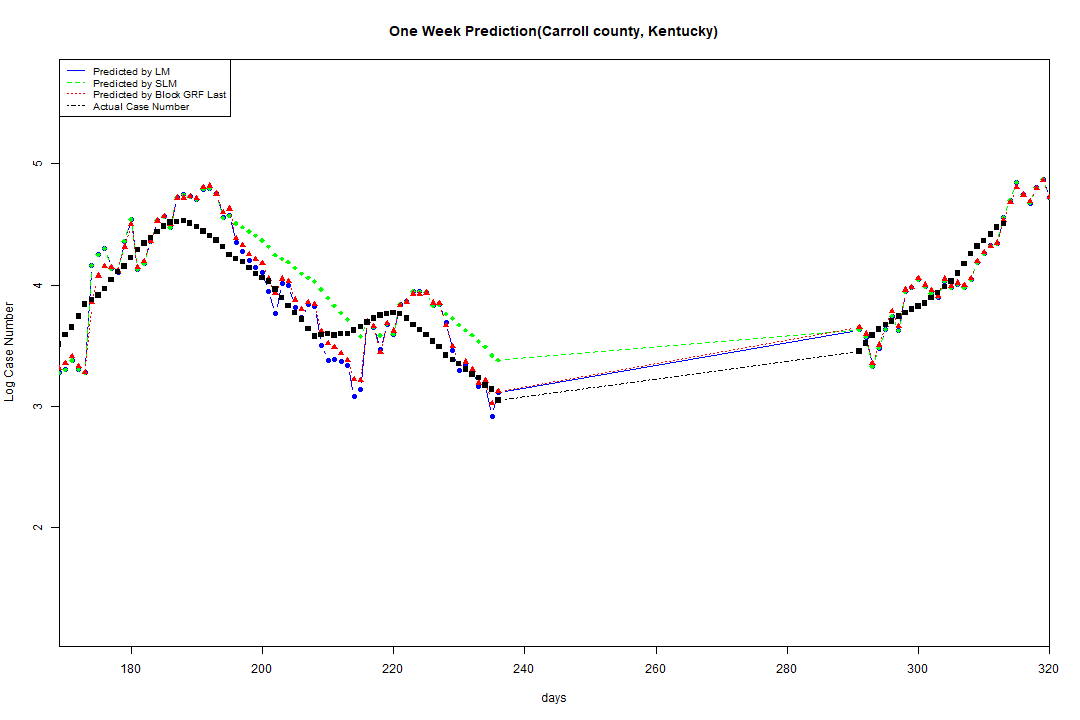 One Week Prediction(Carroll county, Kentucky)
Predicted by LM
Predicted by SLM
Predicted by Block GRF Last
Actual Case Number
5
4
3
2
Log Case Number
180 200 220 240 260 280 300 320
days